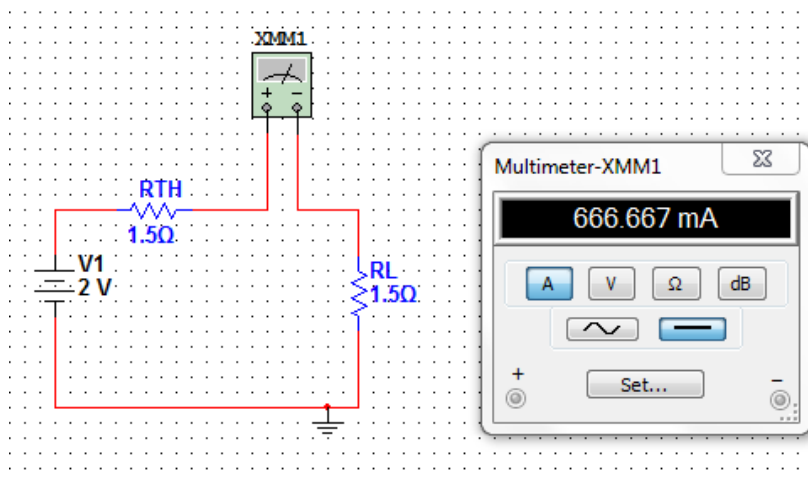 XMM1
+ −
RTH
1.5Ω
V1
2 V
RL
1.5Ω
Multimeter-XMM1
666.667 mA
A V Ω dB
+
Set...
−